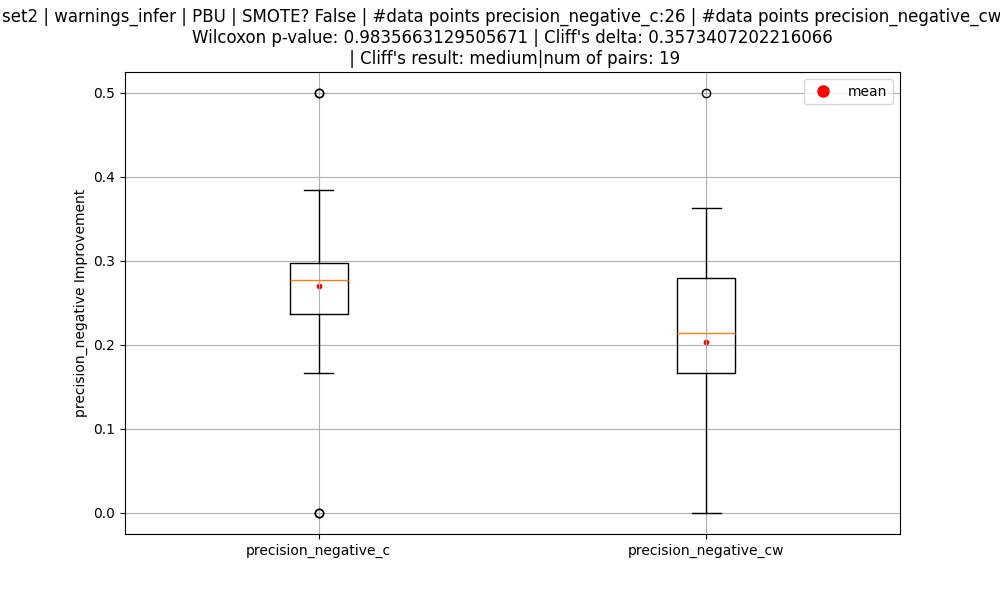 set2 | warnings_infer | PBU | SMOTE? False | #data points precision_negative_c:26 | #data points precision_negative_cw
Wilcoxon p-value: 0.9835663129505671 | Cliff's delta: 0.3573407202216066
| Cliff's result: medium|num of pairs: 19
mean
0.5
0.4
0.3
0.2
0.1
0.0
precision_negative Improvement
precision_negative_c
precision_negative_cw